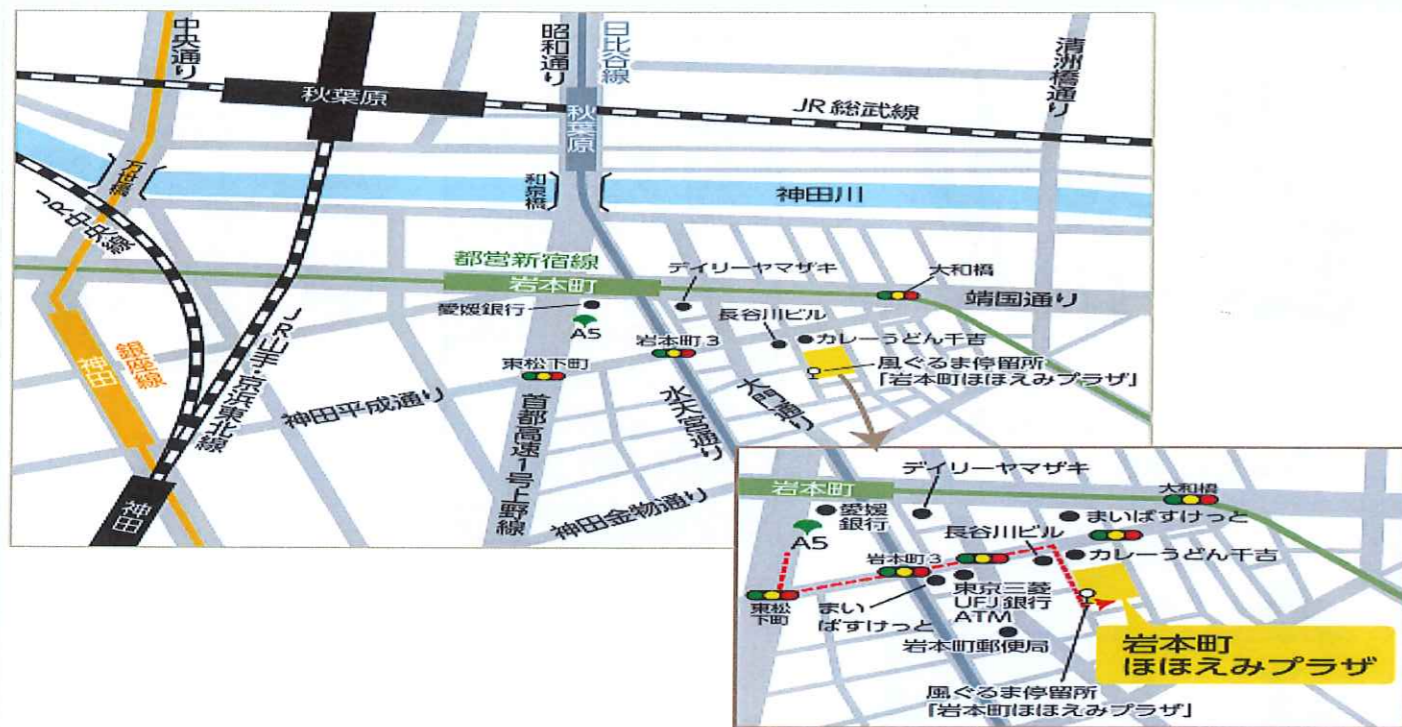 中央通り
昭和通り
日比谷線
清洲橋通り
秋葉原
JR 総武線
秋葉原
万世橋
和泉橋
神田川
JR中央線
都営新宿線
岩本町
デイリーヤマザキ
大和橋
靖国通り
愛媛銀行
A5
長谷川ビル
カレーうどん千吉
岩本町 3
東松下町
風ぐるま停留所
「岩本町ほほえみプラザ」
神田
銀座線
JR山手・京浜東北線
神田平成通り
首都高速1号上野線
水天宮通り
大門通り
神田金物通り
神田
デイリーヤマザキ
岩本町
大和橋
愛媛
銀行
まいばすけっと
A5
長谷川ビル
カレーうどん千吉
岩本町 3
東松
下町
まい
ばすけっと
東京三菱
UFJ 銀行
ATM
岩本町郵便局
岩本町
ほほえみプラザ
風ぐるま停留所
「岩本町ほほえみプラザ」